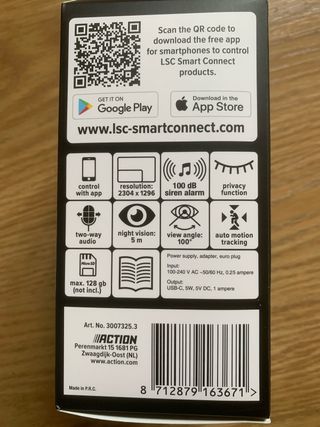 Scan the QR code to
download the free app
for smartphones to control
LSC Smart Connect
products.
GET IT ON
Google Play
Download in the
App Store
www.lsc-smartconnect.com
control
with app
resolution:
2304 x 1296
100 dB
siren alarm
privacy
function
two-way
audio
night vision:
5 m
view angle:
100°
auto motion
tracking
Micro SD
max. 128 gb
(not incl.)
Power supply, adapter, euro plug
Input:
100-240 V AC ~50/60 Hz, 0.25 ampere
Output:
USB-C, 5W, 5V DC, 1 ampere
Art. No. 3007325.3
ACTION
Perenmarkt 15 1681 PG
Zwaagdijk-Oost (NL)
www.action.com
Made in P.R.C.
8 712879 163671 >